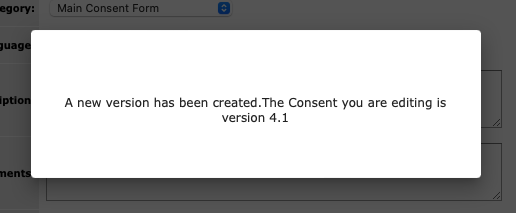 egory: Main Consent Form
guage
A new version has been created.The Consent you are editing is
version 4.1
iption
ments